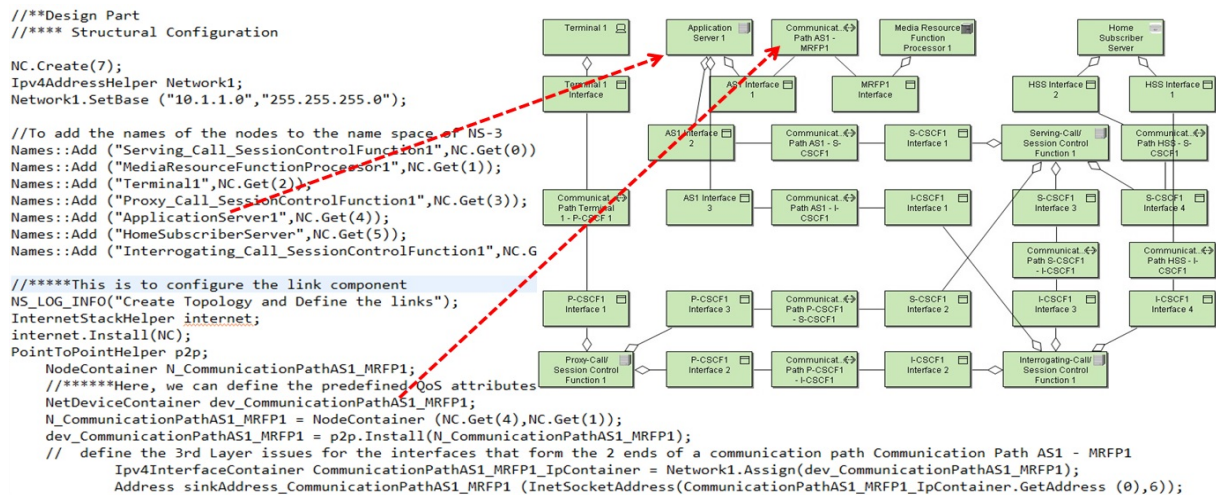 //**Design Part
//**** Structural Configuration
NC.Create(7);
Ipv4AddressHelper Network1;
Network1.SetBase ("10.1.1.0","255.255.255.0");
//To add the names of the nodes to the name space of NS-3
Names::Add ("Serving_Call_SessionControlFunction1",NC.Get(0))
Names::Add ("MediaResourceFunctionProcessor1",NC.Get(1));
Names::Add ("Terminal1",NC.Get(2));
Names::Add ("Proxy_Call_SessionControlFunction1",NC.Get(3));
Names::Add ("ApplicationServer1",NC.Get(4));
Names::Add ("HomeSubscriberServer",NC.Get(5));
Names::Add ("Interrogating_Call_SessionControlFunction1",NC.G
//*****This is to configure the link component
NS_LOG_INFO("Create Topology and Define the links");
InternetStackHelper internet;
internet.Install(NC);
PointToPointHelper p2p;
NodeContainer N_CommunicationPathAS1_MRFP1;
//******Here, we can define the predefined QoS attributes
NetDeviceContainer dev_CommunicationPathAS1_MRFP1;
N_CommunicationPathAS1_MRFP1 = NodeContainer (NC.Get(4),NC.Get(1));
dev_CommunicationPathAS1_MRFP1 = p2p.Install(N_CommunicationPathAS1_MRFP1);
// define the 3rd Layer issues for the interfaces that form the 2 ends of a communication path Communication Path AS1 - MRFP1
Ipv4InterfaceContainer CommunicationPathAS1_MRFP1_IpContainer = Network1.Assign(dev_CommunicationPathAS1_MRFP1);
Address sinkAddress_CommunicationPathAS1_MRFP1 (InetSocketAddress(CommunicationPathAS1_MRFP1_IpContainer.GetAddress (0),6));
Terminal 1
Application
Server 1
Communicat..
Path AS1 -
MRFP1
Media Resource
Function
Processor 1
Home
Subscriber
Server
Terminal 1
Interface
AS1 Interface
1
MRFP1
Interface
HSS Interface
2
HSS Interface
1
AS1 Interface
2
Communicat..
Path AS1 - S-
CSCF1
S-CSCF1
Interface 1
Serving-Call/
Session Control
Function 1
Communicat..
Path HSS - S-
CSCF1
Communicat..
Path Terminal
1 - P-CSCF 1
AS1 Interface
3
Communicat..
Path AS1 - I-
CSCF1
I-CSCF1
Interface 1
S-CSCF1
Interface 3
S-CSCF1
Interface 4
Communicat..
Path S-CSCF1
- I-CSCF1
Communicat..
Path HSS - I-
CSCF1
P-CSCF1
Interface 1
P-CSCF1
Interface 3
Communicat..
Path P-CSCF1
- S-CSCF1
S-CSCF1
Interface 2
I-CSCF1
Interface 3
I-CSCF1
Interface 4
Proxy-Call/
Session Control
Function 1
P-CSCF1
Interface 2
Communicat..
Path P-CSCF1
- I-CSCF1
I-CSCF1
Interface 2
Interrogating-Call/
Session Control
Function 1